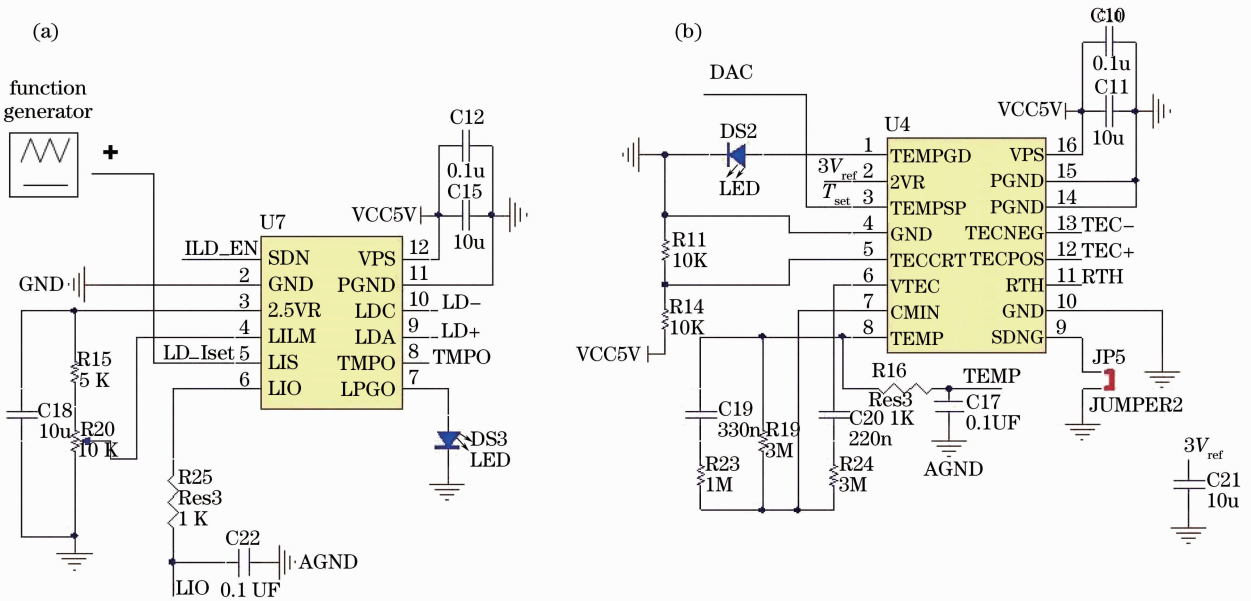 (a)
function
generator
+
C12
0.1u
C15
10u
VCC5V
U7
ILD_EN
SDN
VPS
12
GND
2
GND
PGND
11
3
2.5VR
LDC
10
LD-
4
LILM
LDA
9
LD+
LD_Iset
5
LIS
TMPO
8
TMPO
6
LIO
LPGO
7
R15
5 K
C18
10u
R20
10 K
DS3
LED
R25
Res3
1 K
C22
AGND
LIO
0.1 UF
(b)
C10
0.1u
C11
10u
VCC5V
DAC
U4
DS2
LED
1
TEMPGD
VPS
16
3Vref
2
2VR
PGND
15
Tset
3
TEMPSP
PGND
14
4
GND
TECNEG
13
TEC-
5
TECCRT
TECPOS
12
TEC+
6
VTEC
RTH
11
RTH
7
CMIN
GND
10
8
TEMP
SDNG
9
R11
10K
R14
10K
VCC5V
JP5
JUMPER2
R16
Res3
1K
TEMP
C17
0.1UF
AGND
C19
330n
R19
3M
C20
220n
R23
1M
R24
3M
3Vref
C21
10u